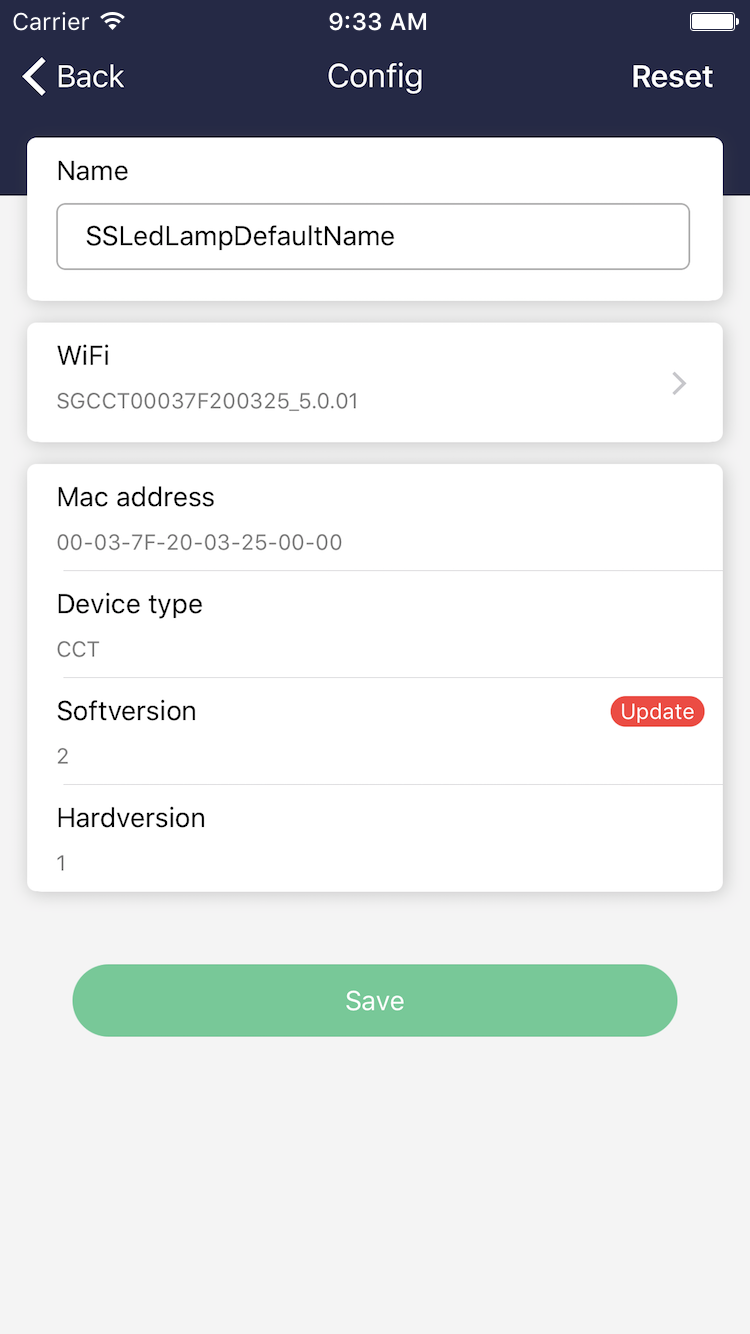 Carrier 9:33 AM
Back Config Reset
Name
SSLedLampDefaultName
WiFi
SGCCT00037F200325_5.0.01
Mac address
00-03-7F-20-03-25-00-00
Device type
CCT
Softversion Update
2
Hardversion
1
Save